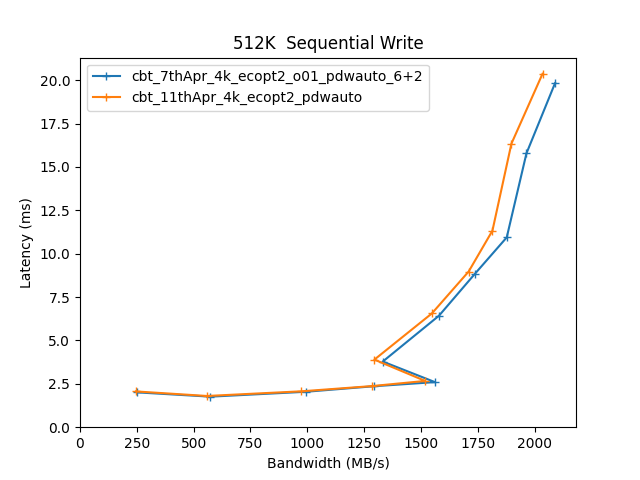 512K  Sequential Write
cbt_7thApr_4k_ecopt2_o01_pdwauto_6+2
cbt_11thApr_4k_ecopt2_pdwauto
Latency (ms)
20.0
17.5
15.0
12.5
10.0
7.5
5.0
2.5
0.0
0 250 500 750 1000 1250 1500 1750 2000
Bandwidth (MB/s)